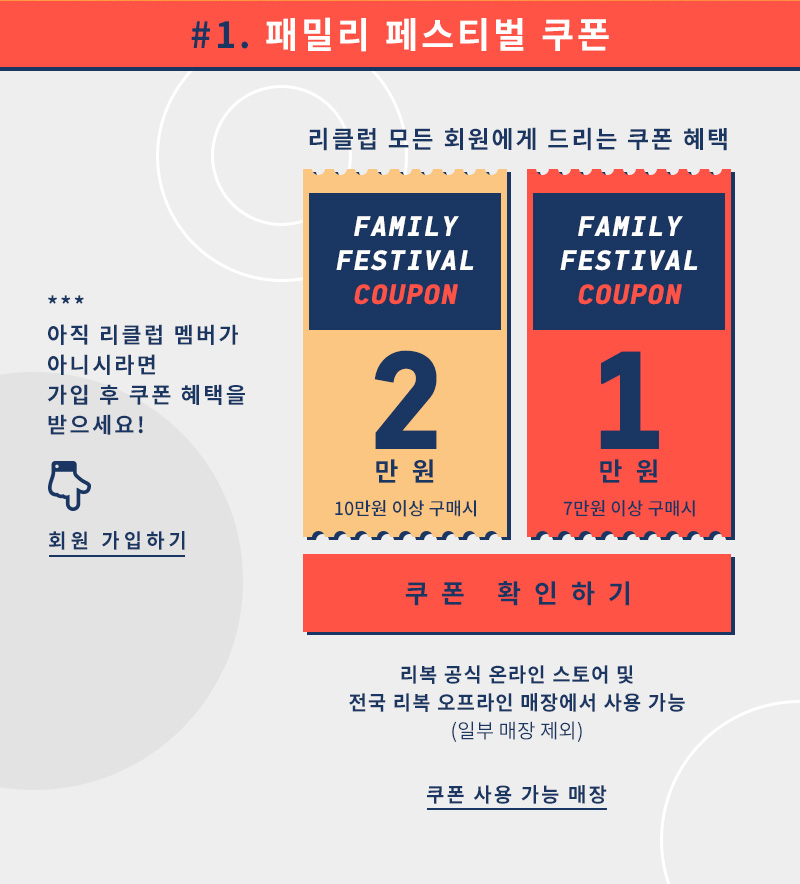 #1. 패밀리 페스티벌 쿠폰
리클럽 모든 회원에게 드리는 쿠폰 혜택
FAMILY
FESTIVAL
COUPON
2
만 원
10만원 이상 구매시
FAMILY
FESTIVAL
COUPON
1
만 원
7만원 이상 구매시
***
아직 리클럽 멤버가
아니시라면
가입 후 쿠폰 혜택을
받으세요!
회원 가입하기
쿠폰 확인하기
리복 공식 온라인 스토어 및
전국 리복 오프라인 매장에서 사용 가능
(일부 매장 제외)
쿠폰 사용 가능 매장